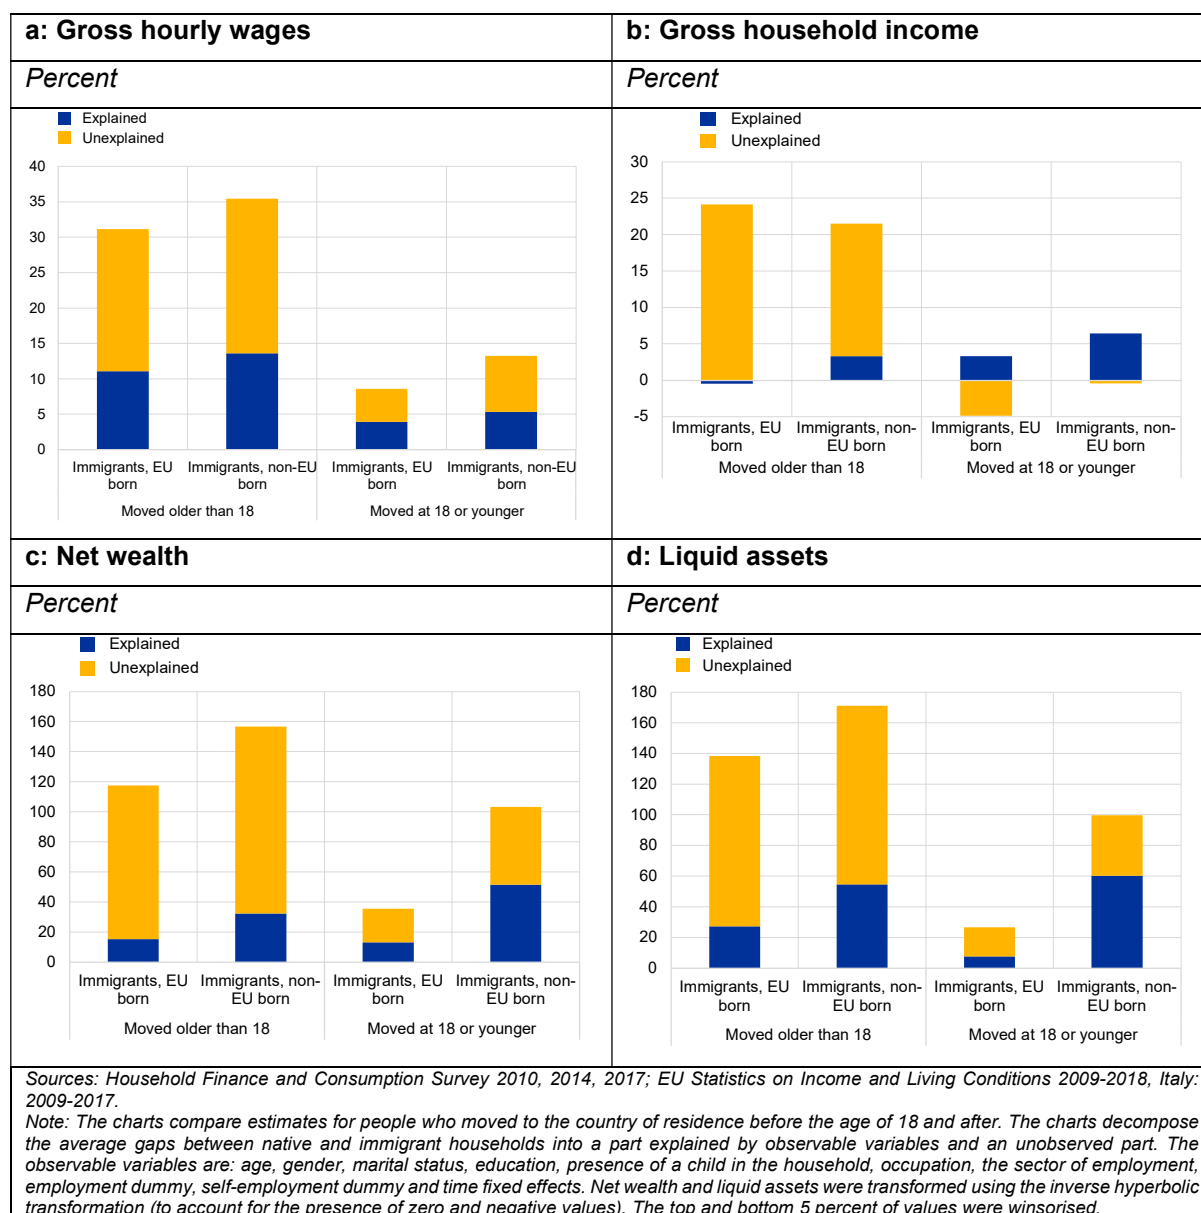 a: Gross hourly wages
b: Gross household income
Percent
Percent
Explained
Unexplained
40
35
30
25
20
15
10
5
0
Immigrants, EU born
Immigrants, non-EU born
Immigrants, EU born
Immigrants, non-EU born
Moved older than 18
Moved at 18 or younger
Explained
Unexplained
30
25
20
15
10
5
0
-5
Immigrants, EU born
Immigrants, non-EU born
Immigrants, EU born
Immigrants, non-EU born
Moved older than 18
Moved at 18 or younger
c: Net wealth
d: Liquid assets
Percent
Percent
Explained
Unexplained
180
160
140
120
100
80
60
40
20
0
Immigrants, EU born
Immigrants, non-EU born
Immigrants, EU born
Immigrants, non-EU born
Moved older than 18
Moved at 18 or younger
Explained
Unexplained
180
160
140
120
100
80
60
40
20
0
Immigrants, EU born
Immigrants, non-EU born
Immigrants, EU born
Immigrants, non-EU born
Moved older than 18
Moved at 18 or younger
Sources: Household Finance and Consumption Survey 2010, 2014, 2017; EU Statistics on Income and Living Conditions 2009-2018, Italy:
2009-2017.
Note: The charts compare estimates for people who moved to the country of residence before the age of 18 and after. The charts decompose
the average gaps between native and immigrant households into a part explained by observable variables and an unobserved part. The
observable variables are: age, gender, marital status, education, presence of a child in the household, occupation, the sector of employment,
employment dummy, self-employment dummy and time fixed effects. Net wealth and liquid assets were transformed using the inverse hyperbolic
transformation (to account for the presence of zero and negative values). The top and bottom 5 percent of values were winsorised.